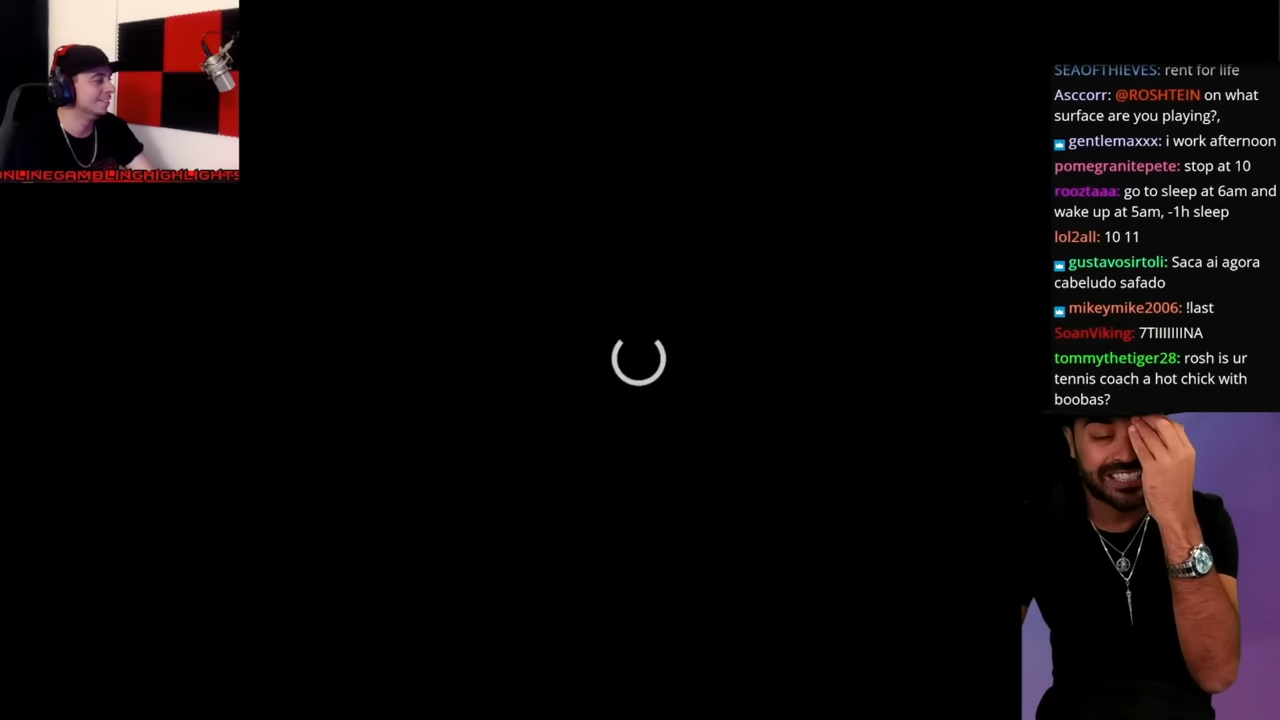 ONLINEGAMBLINGHIGHLIGHTS
SEAOFTHIEVES: rent for life
Asccorr: @ROSHTEIN on what
surface are you playing?,
gentlemaxxx: i work afternoon
pomegranitepete: stop at 10
rooztaaa: go to sleep at 6am and
wake up at 5am, -1h sleep
lol2all: 10 11
gustavosirtoli: Saca ai agora
cabeludo safado
mikeymike2006: !last
SoanViking: 7TIIIIIIINA
tommythetiger28: rosh is ur
tennis coach a hot chick with
boobas?